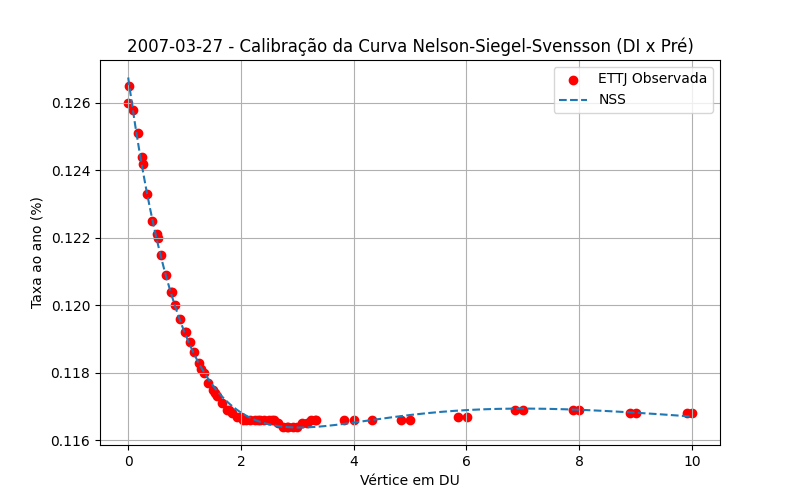 2007-03-27 - Calibração da Curva Nelson-Siegel-Svensson (DI x Pré)
ETTJ Observada
NSS
Taxa ao ano (%)
0.126
0.124
0.122
0.120
0.118
0.116
0
2
4
6
8
10
Vértice em DU